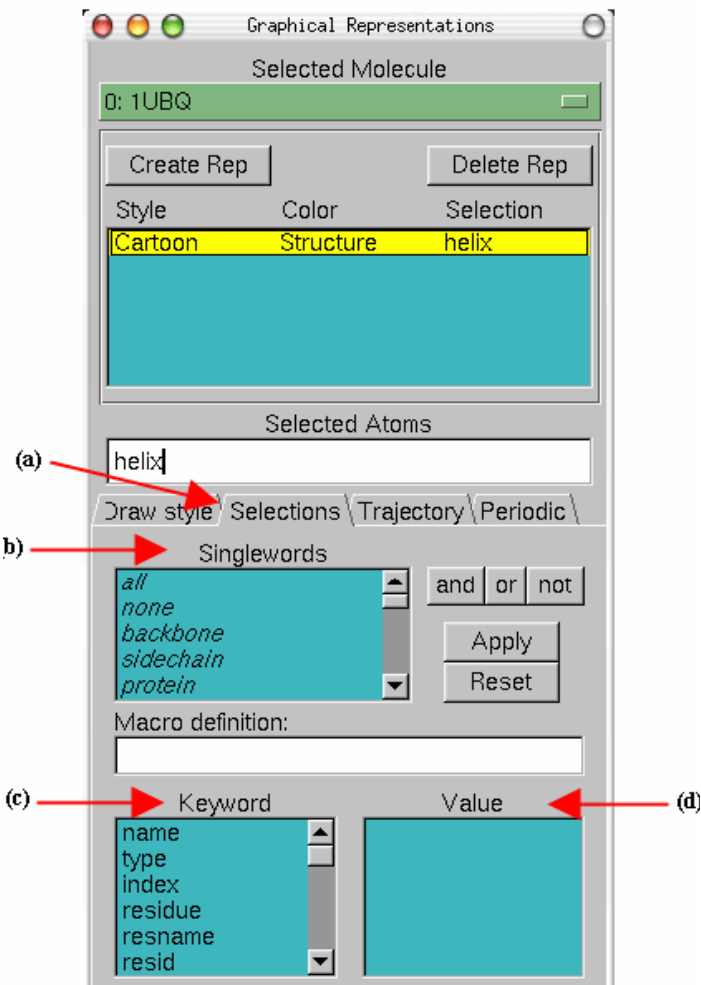 Graphical Representations
Selected Molecule
0: 1UBQ
Create Rep Delete Rep
Style Color Selection
Cartoon Structure helix
Selected Atoms
(a)
helix
Draw style Selections Trajectory Periodic
b) Singlewords
all
none
backbone
sidechain
protein
and or not
Apply
Reset
Macro definition:
(c) Keyword Value (d)
name
type
index
residue
resname
resid